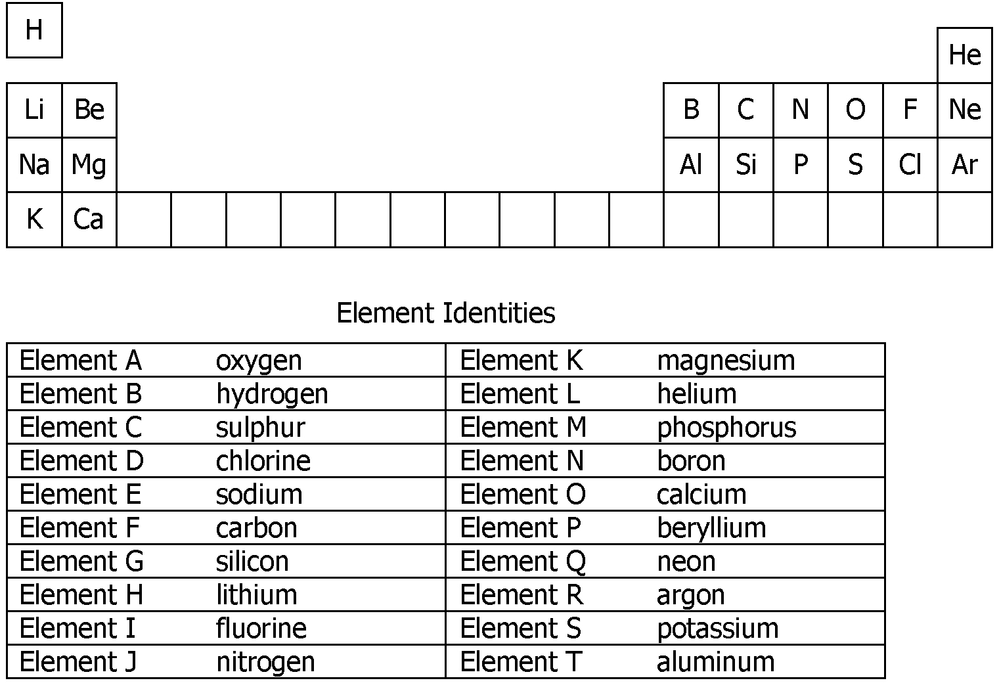 H
He
Li Be B C N O F Ne
Na Mg Al Si P S Cl Ar
K Ca
Element Identities
Element A oxygen Element K magnesium
Element B hydrogen Element L helium
Element C sulphur Element M phosphorus
Element D chlorine Element N boron
Element E sodium Element O calcium
Element F carbon Element P beryllium
Element G silicon Element Q neon
Element H lithium Element R argon
Element I fluorine Element S potassium
Element J nitrogen Element T aluminum